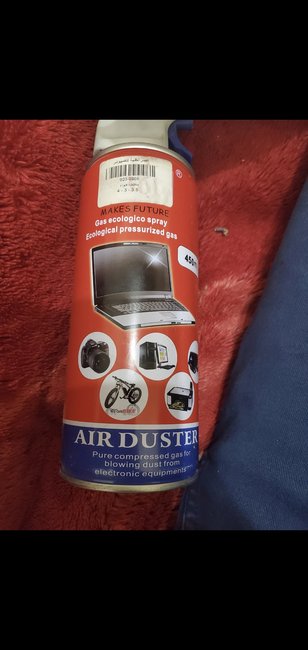 MAKES FUTURE
®
Gas ecologico spray
Ecological pressurized gas
450
AIR DUSTER
Pure compressed gas for
blowing dust from
electronic equipments